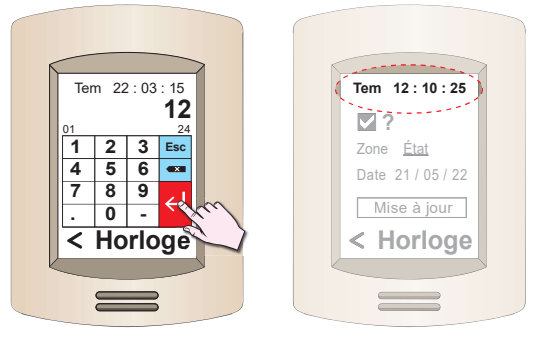 Tem 22 : 03 : 15
12
01 24
1 2 3 Esc
4 5 6
7 8 9
. 0 -
< Horloge
Tem 12 : 10 : 25
?
Zone État
Date 21 / 05 / 22
Mise à jour
< Horloge